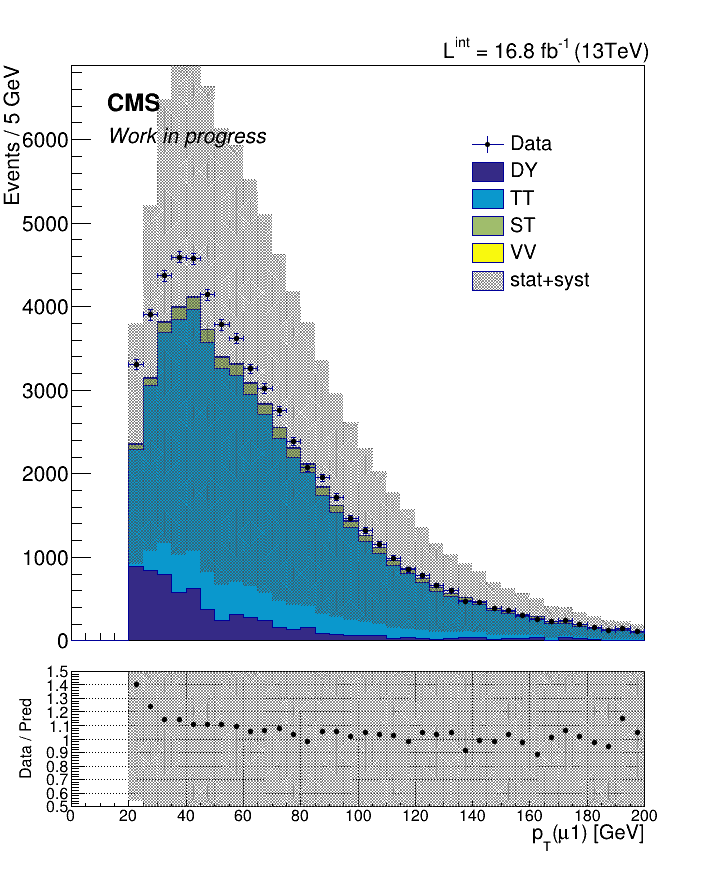 L^int = 16.8 fb^-1 (13TeV)
Events / 5 GeV
CMS
Work in progress
Data
DY
TT
ST
VV
stat+syst
6000
5000
4000
3000
2000
1000
0
Data / Pred
1.5
1.4
1.3
1.2
1.1
1
0.9
0.8
0.7
0.6
0.5
0 20 40 60 80 100 120 140 160 180 200
p_T(μ1) [GeV]